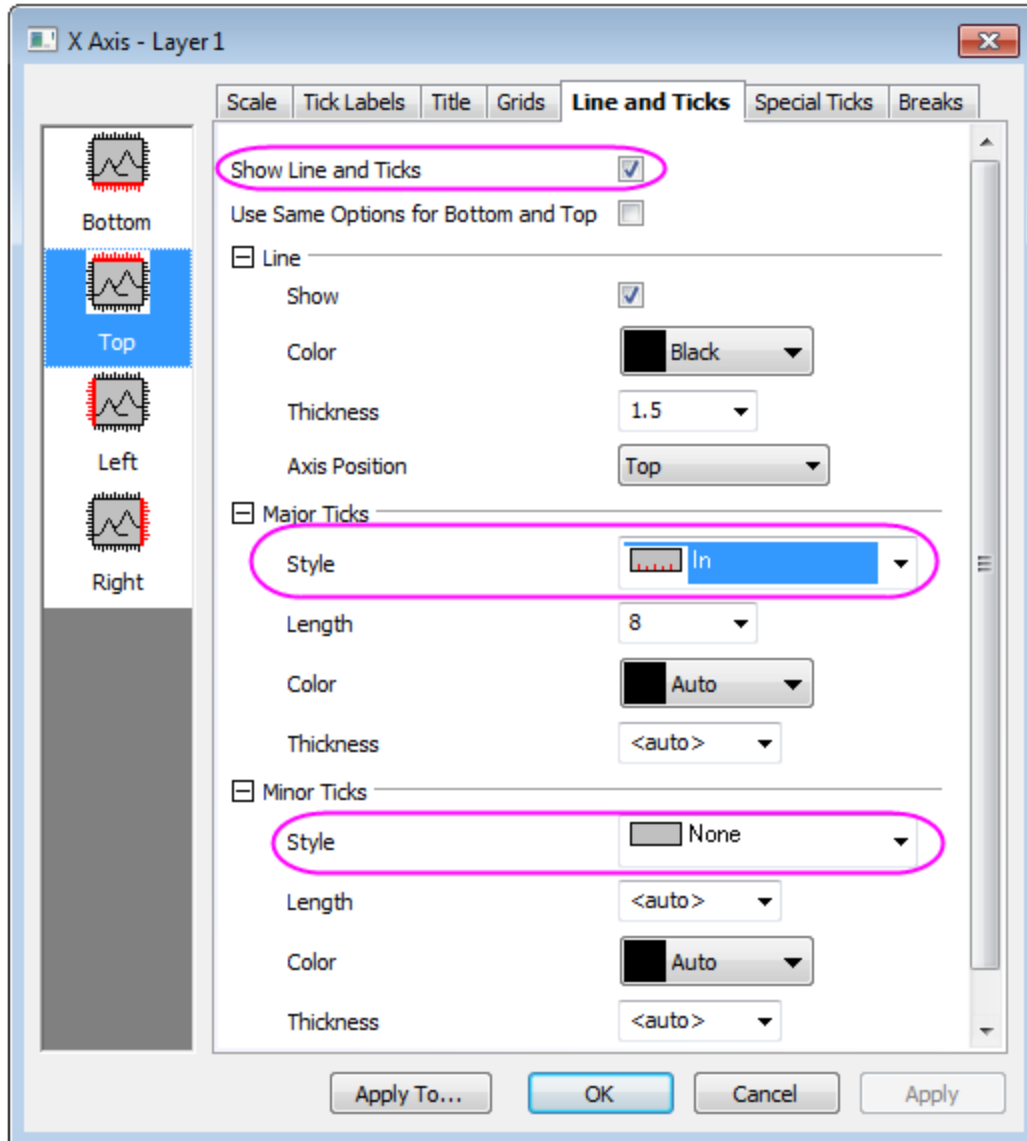 X Axis - Layer 1
Scale Tick Labels Title Grids Line and Ticks Special Ticks Breaks
Bottom
Top
Left
Right
Show Line and Ticks
Use Same Options for Bottom and Top
Line
Show
Color Black
Thickness 1.5
Axis Position Top
Major Ticks
Style In
Length 8
Color Auto
Thickness <auto>
Minor Ticks
Style None
Length <auto>
Color Auto
Thickness <auto>
Apply To... OK Cancel Apply